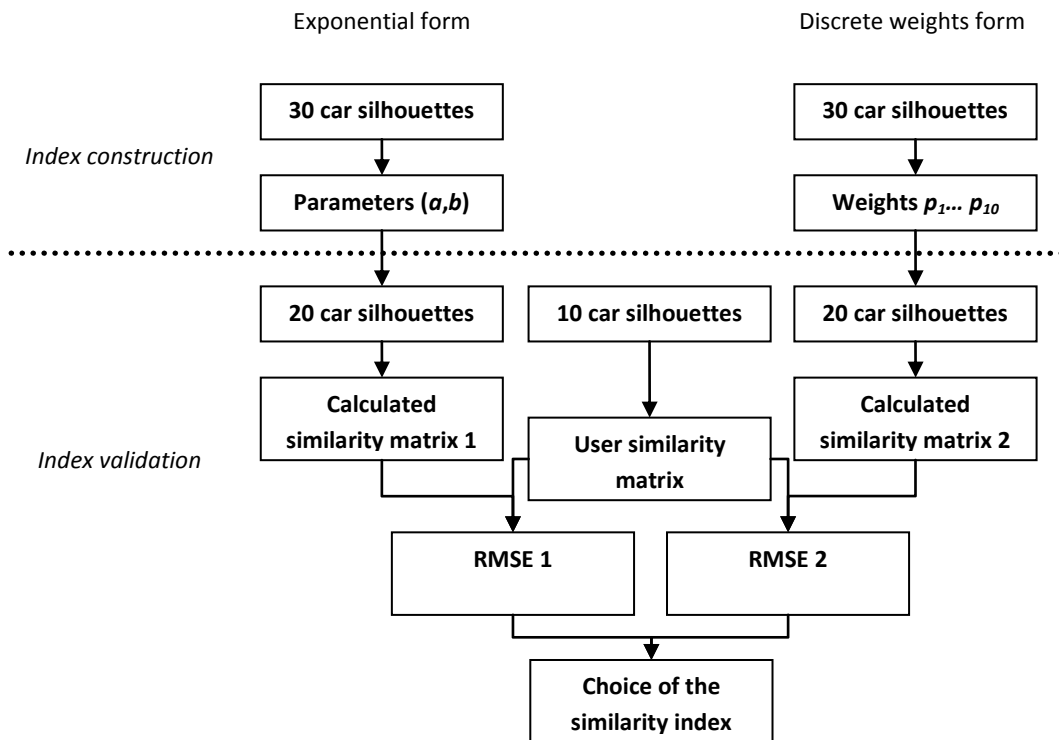 Exponential form
Discrete weights form
30 car silhouettes
30 car silhouettes
Index construction
Parameters (a,b)
Weights p1... p10
20 car silhouettes
10 car silhouettes
20 car silhouettes
Calculated
similarity matrix 1
Calculated
similarity matrix 2
User similarity
matrix
Index validation
RMSE 1
RMSE 2
Choice of the
similarity index